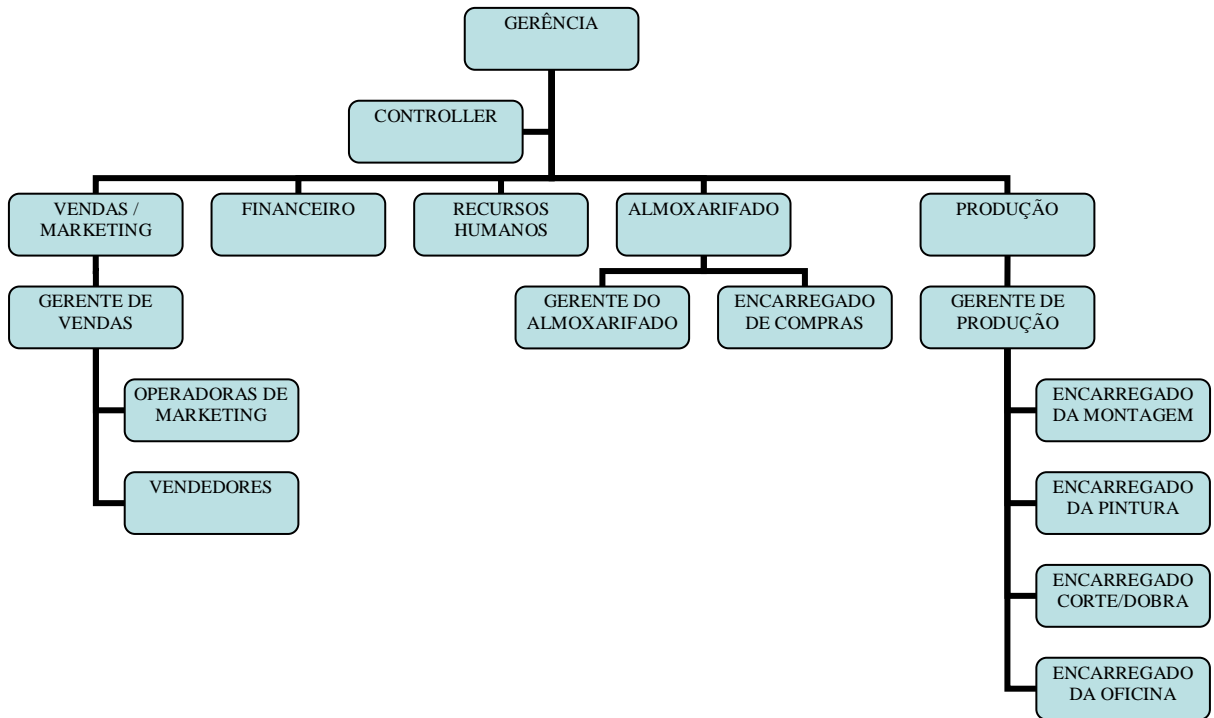 GERÊNCIA
CONTROLLER
VENDAS /
MARKETING
FINANCEIRO
RECURSOS
HUMANOS
ALMOXARIFADO
PRODUÇÃO
GERENTE DE
VENDAS
GERENTE DO
ALMOXARIFADO
ENCARREGADO
DE COMPRAS
GERENTE DE
PRODUÇÃO
OPERADORAS DE
MARKETING
VENDEDORES
ENCARREGADO
DA MONTAGEM
ENCARREGADO
DA PINTURA
ENCARREGADO
CORTE/DOBRA
ENCARREGADO
DA OFICINA